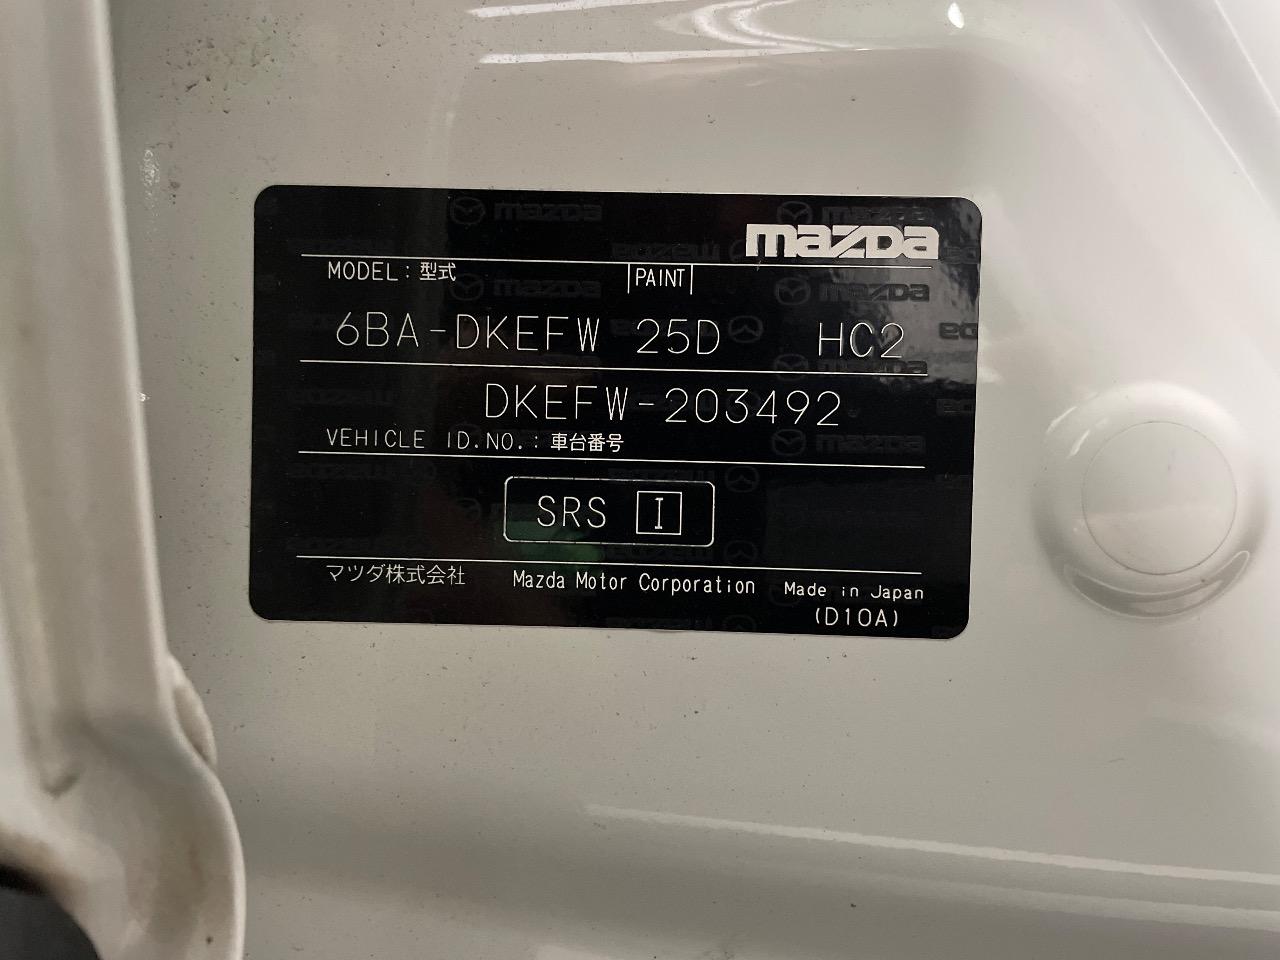 mazda
MODEL : 型式 PAINT
6BA-DKEFW 25D HC2
DKEFW-203492
VEHICLE ID.NO. : 車台番号
SRS I
マツダ株式会社 Mazda Motor Corporation Made in Japan
(D10A)